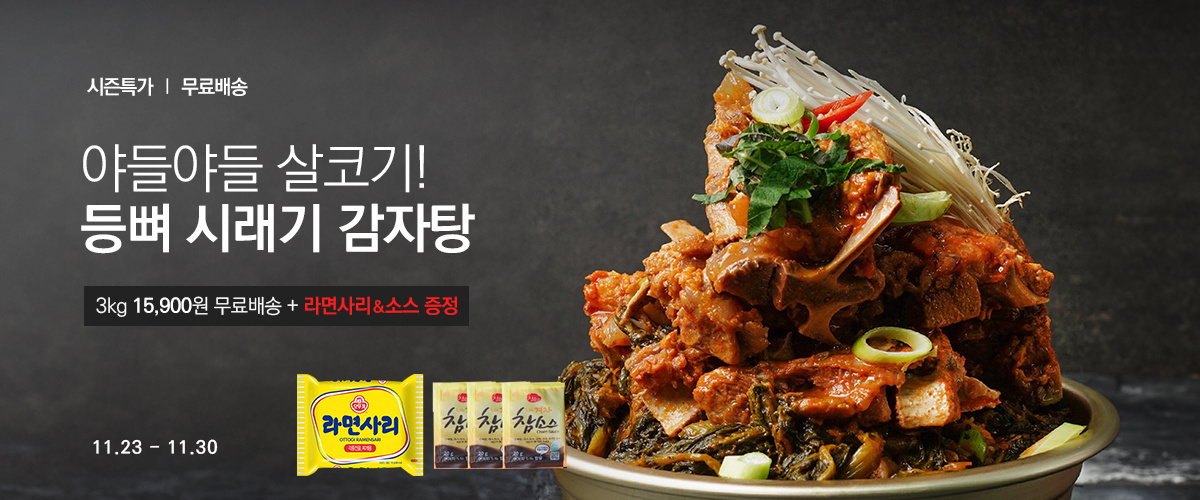 시즌특가 | 무료배송
야들야들 살코기!
등뼈 시래기 감자탕
3kg 15,900원 무료배송 + 라면사리&소스 증정
라면사리
OTTOGI RAMENSARI
참소스
11.23 - 11.30